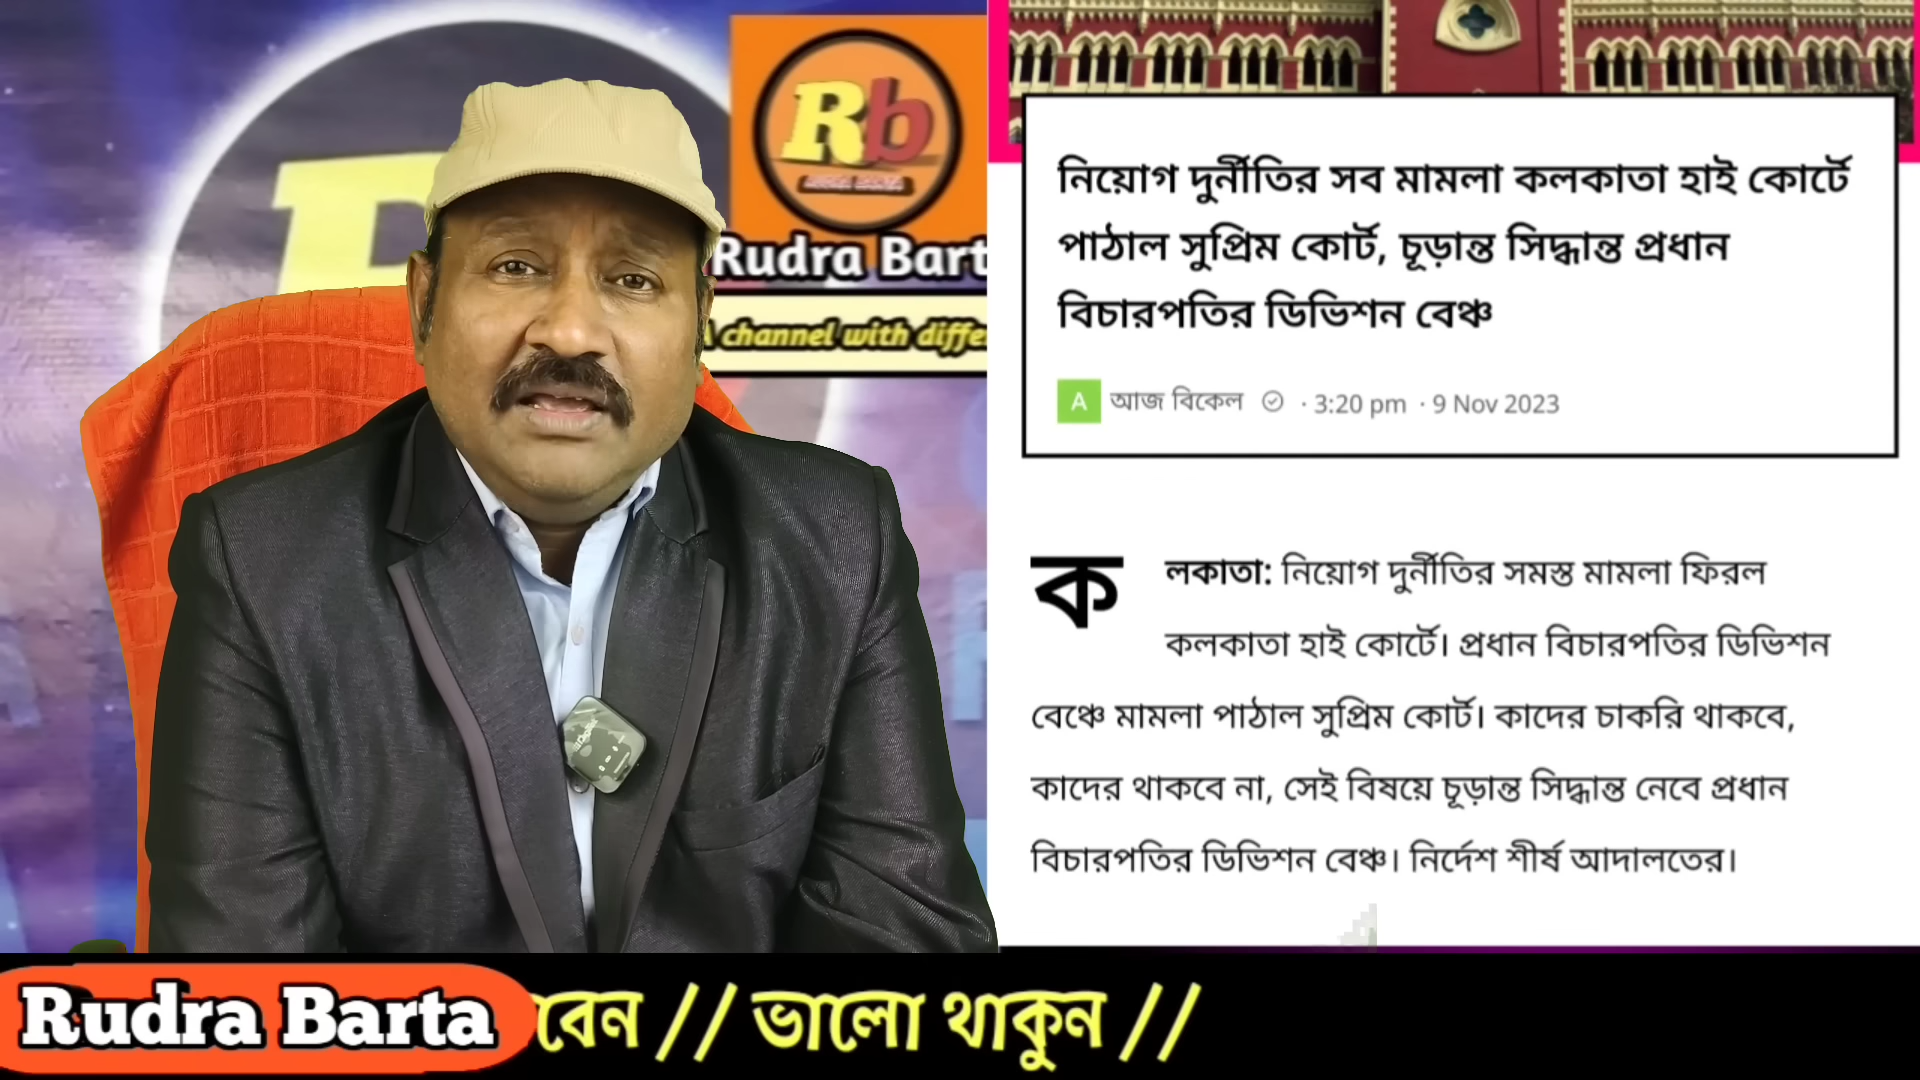 Rb
Rudra Bart
A channel with diffe
নিয়োগ দুর্নীতির সব মামলা কলকাতা হাই কোর্টে
পাঠাল সুপ্রিম কোর্ট, চূড়ান্ত সিদ্ধান্ত প্রধান
বিচারপতির ডিভিশন বেঞ্চ
A আজ বিকেল · 3:20 pm · 9 Nov 2023
কলকাতা: নিয়োগ দুর্নীতির সমস্ত মামলা ফিরল
কলকাতা হাই কোর্টে। প্রধান বিচারপতির ডিভিশন
বেঞ্চে মামলা পাঠাল সুপ্রিম কোর্ট। কাদের চাকরি থাকবে,
কাদের থাকবে না, সেই বিষয়ে চূড়ান্ত সিদ্ধান্ত নেবে প্রধান
বিচারপতির ডিভিশন বেঞ্চ। নির্দেশ শীর্ষ আদালতের।
Rudra Barta বেন // ভালো থাকুন //